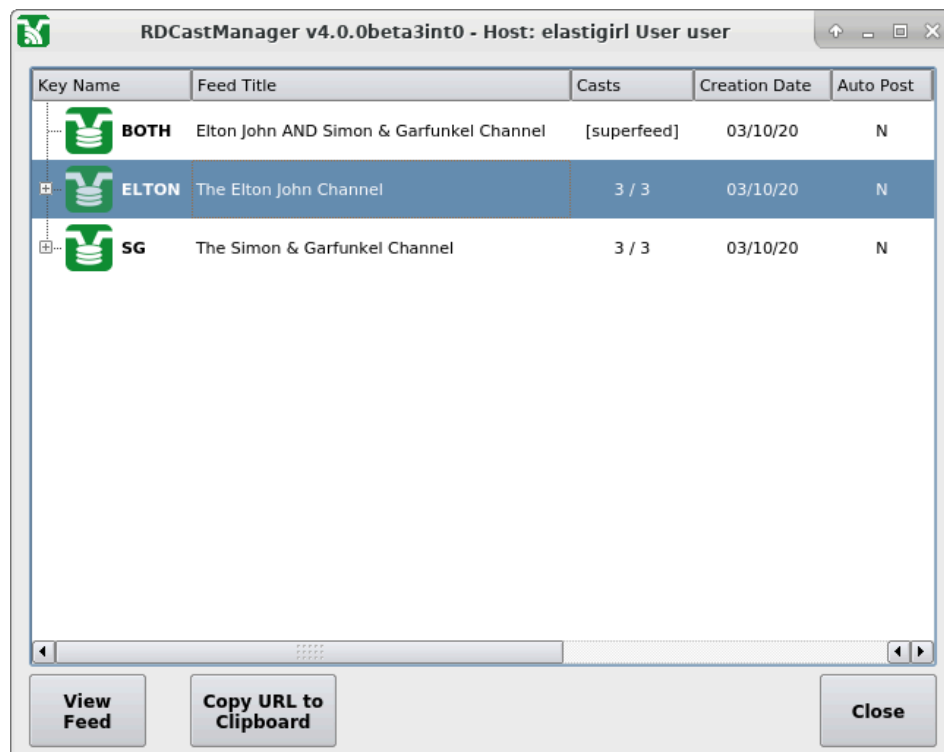 RDCastManager v4.0.0beta3int0 - Host: elastigirl User user
Key Name Feed Title Casts Creation Date Auto Post
BOTH Elton John AND Simon & Garfunkel Channel [superfeed] 03/10/20 N
ELTON The Elton John Channel 3 / 3 03/10/20 N
SG The Simon & Garfunkel Channel 3 / 3 03/10/20 N
View
Feed
Copy URL to
Clipboard
Close